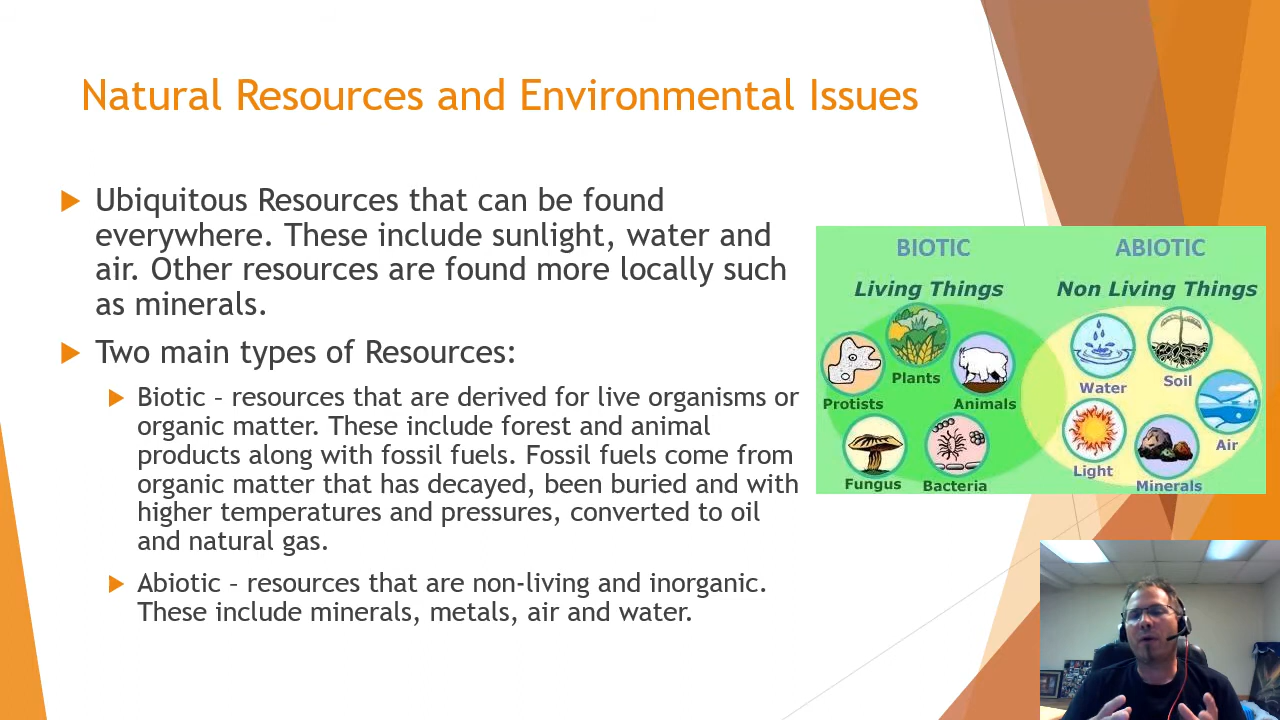 Natural Resources and Environmental Issues
Ubiquitous Resources that can be found
everywhere. These include sunlight, water and
air. Other resources are found more locally such
as minerals.
Two main types of Resources:
Biotic – resources that are derived for live organisms or
organic matter. These include forest and animal
products along with fossil fuels. Fossil fuels come from
organic matter that has decayed, been buried and with
higher temperatures and pressures, converted to oil
and natural gas.
Abiotic – resources that are non-living and inorganic.
These include minerals, metals, air and water.
BIOTIC
Living Things
Plants
Protists
Animals
Fungus
Bacteria
ABIOTIC
Non Living Things
Water
Soil
Air
Light
Minerals